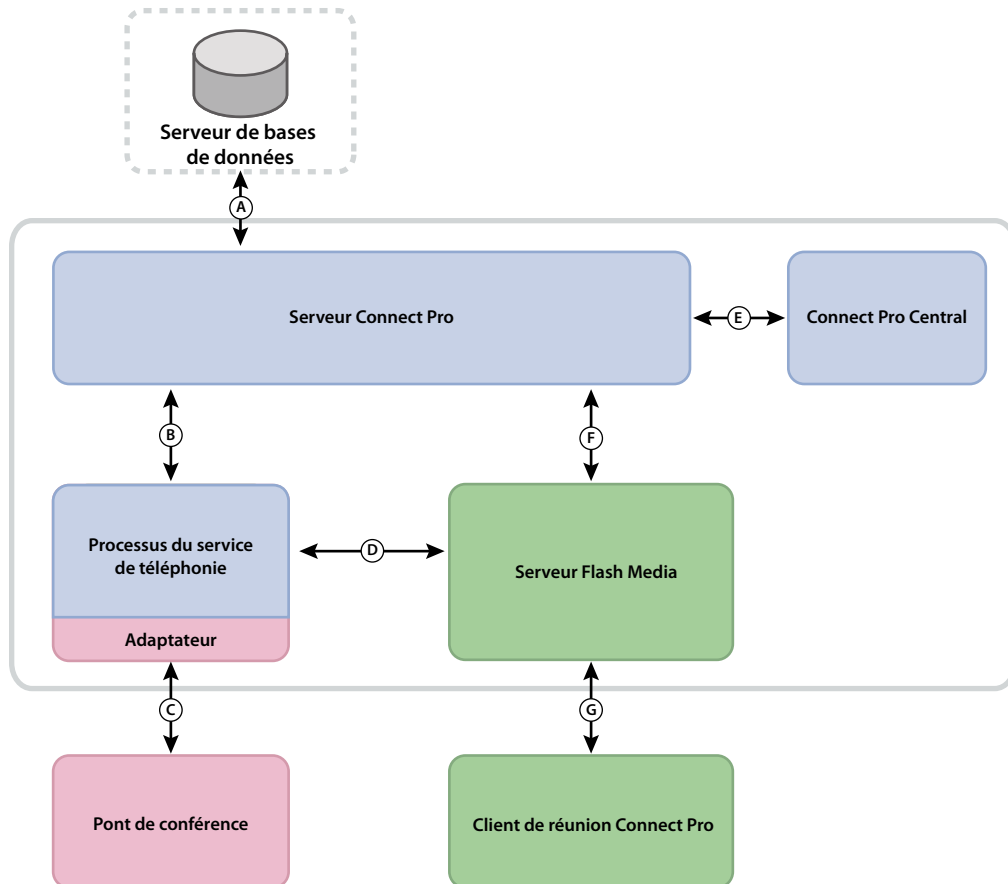 Serveur de bases
de données
A
Serveur Connect Pro
E
Connect Pro Central
B
F
Processus du service
de téléphonie
D
Serveur Flash Media
Adaptateur
C
G
Pont de conférence
Client de réunion Connect Pro